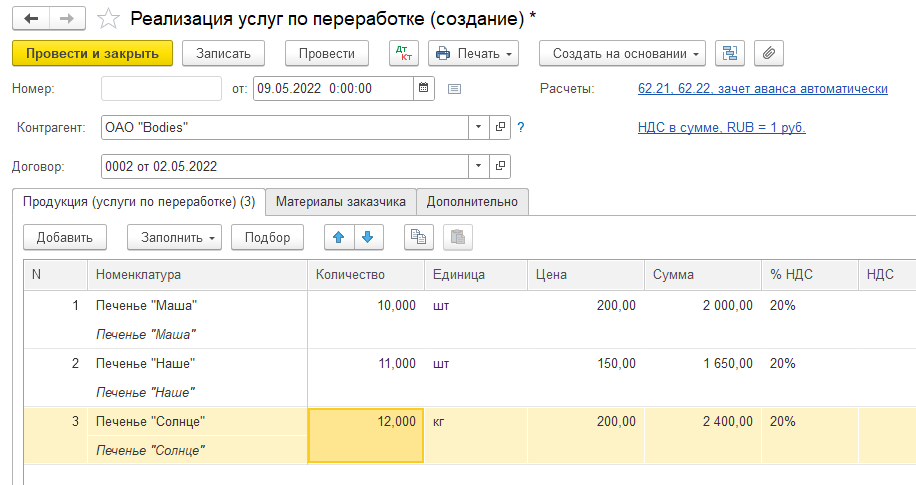 Реализация услуг по переработке (создание) *
Провести и закрыть Записать Провести Дт Кт Печать Создать на основании
Номер: от: 09.05.2022 0:00:00 Расчеты: 62.21, 62.22, зачет аванса автоматически
Контрагент: ОАО "Bodies" ? НДС в сумме, RUB = 1 руб.
Договор: 0002 от 02.05.2022
Продукция (услуги по переработке) (3) Материалы заказчика Дополнительно
Добавить Заполнить Подбор
N Номенклатура Количество Единица Цена Сумма % НДС НДС
1 Печенье "Маша" 10,000 шт 200,00 2 000,00 20%
Печенье "Маша"
2 Печенье "Наше" 11,000 шт 150,00 1 650,00 20%
Печенье "Наше"
3 Печенье "Солнце" 12,000 кг 200,00 2 400,00 20%
Печенье "Солнце"